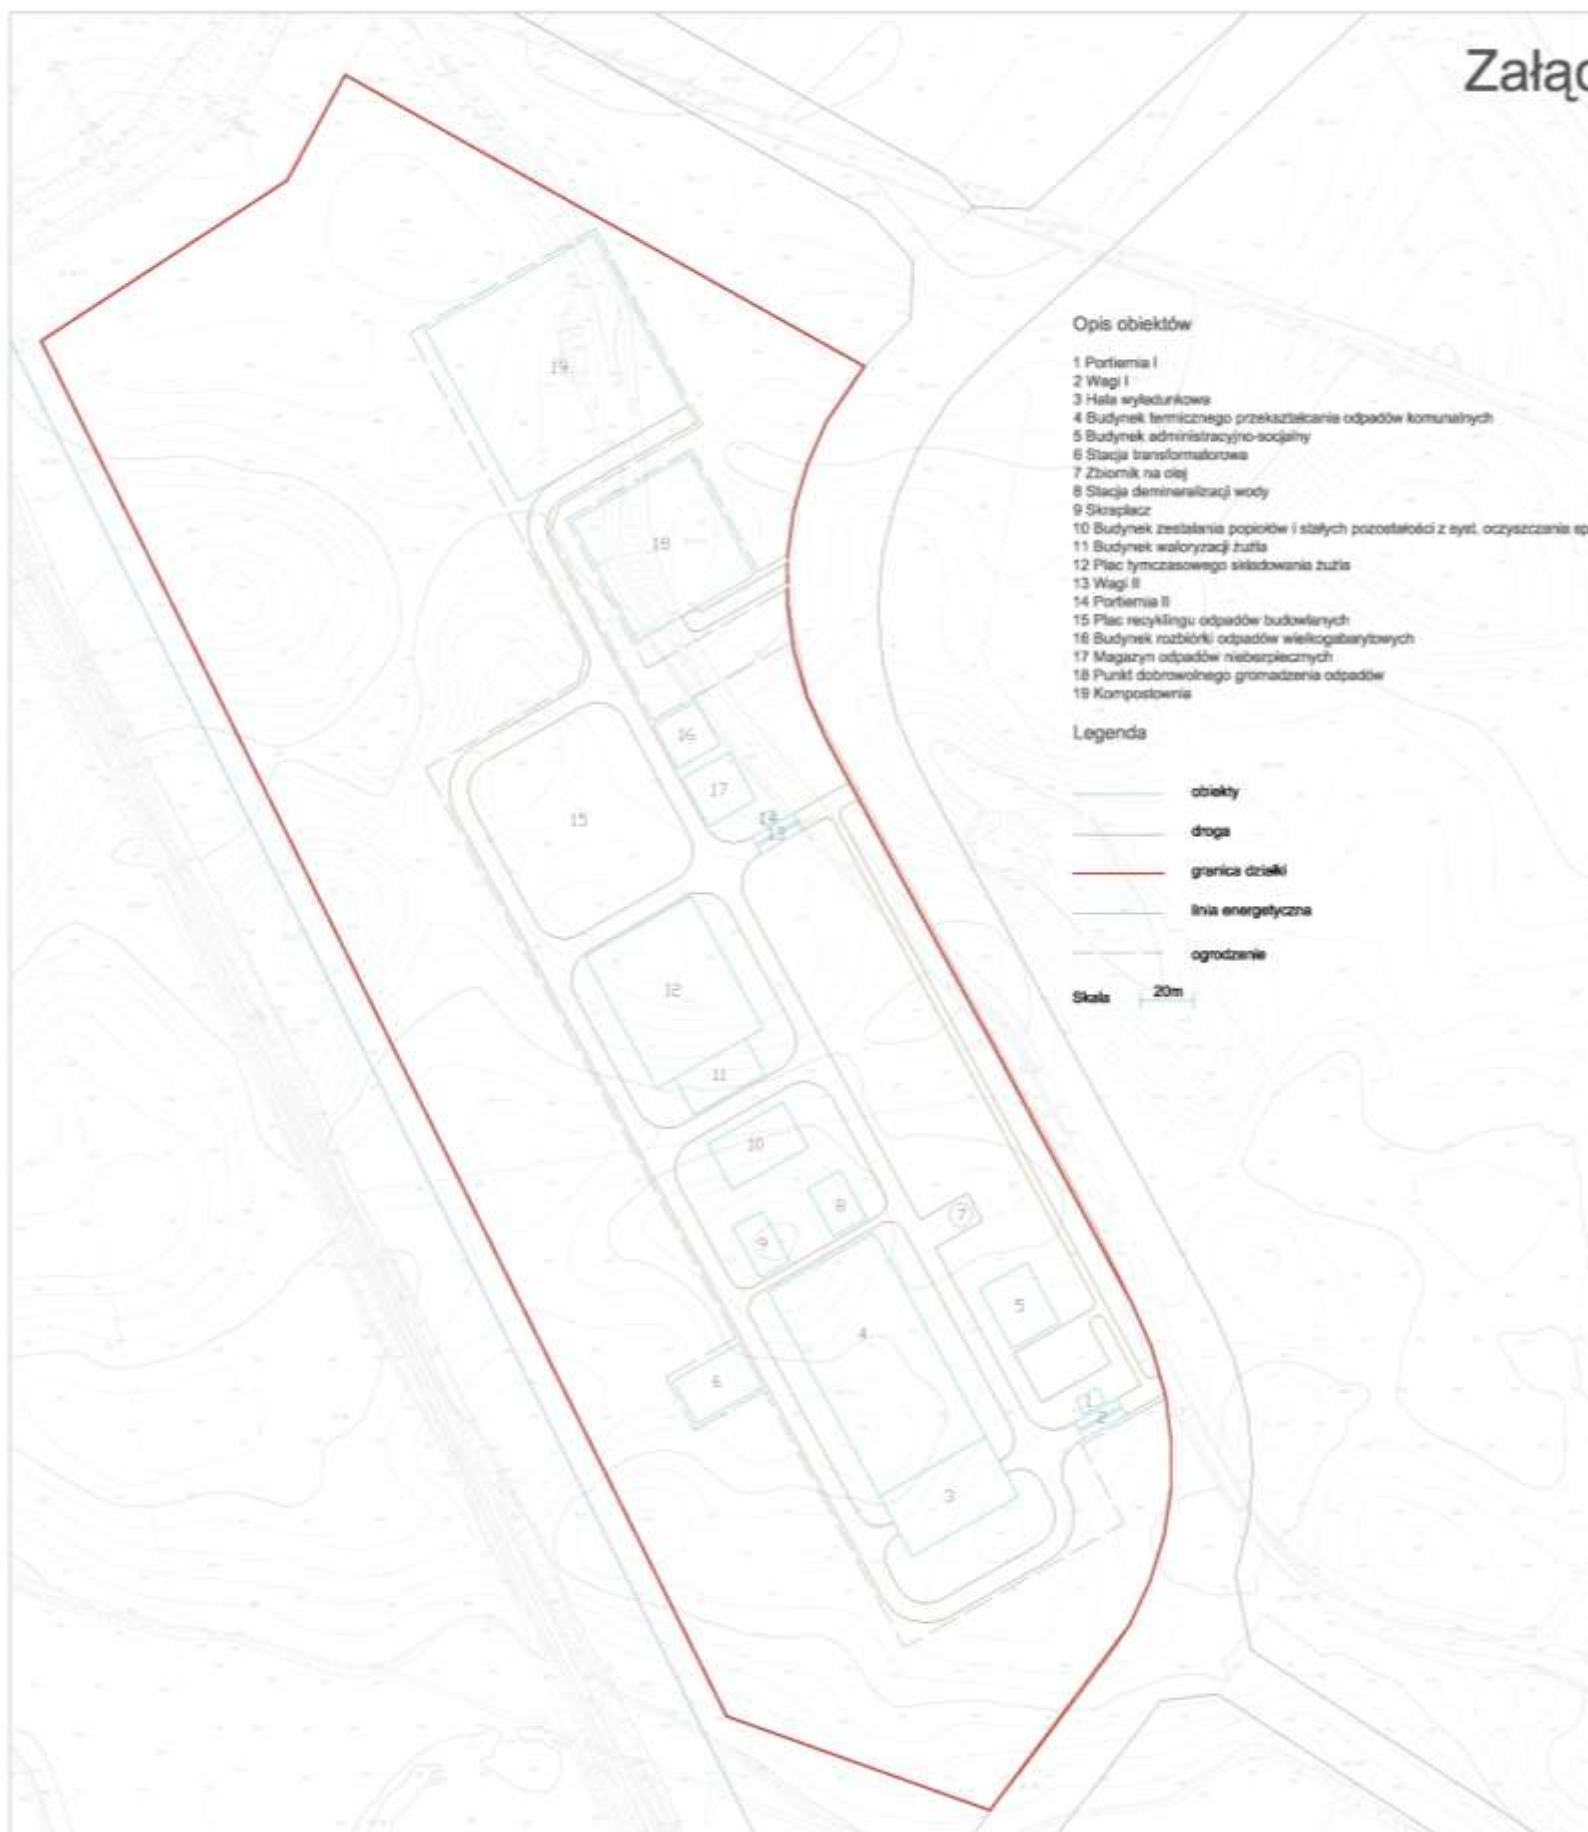 Załąc
Opis obiektów
1 Portiernia I
2 Wagi I
3 Hala wyładunkowa
4 Budynek termicznego przekształcania odpadów komunalnych
5 Budynek administracyjno-socjalny
6 Stacja transformatorowa
7 Zbiornik na olej
8 Stacja demineralizacji wody
9 Skraplacz
10 Budynek zestalania popiołów i stałych pozostałości z syst. oczyszczania sp
11 Budynek waloryzacji żużla
12 Plac tymczasowego składowania żużla
13 Wagi II
14 Portiernia II
15 Plac recyklingu odpadów budowlanych
16 Budynek rozbiórki odpadów wielkogabarytowych
17 Magazyn odpadów niebezpiecznych
18 Punkt dobrowolnego gromadzenia odpadów
19 Kompostownia
Legenda
obiekty
droga
granica działki
linia energetyczna
ogrodzenie
Skala 20m
19
18
16
17
14
13
15
12
11
10
8
7
9
5
4
6
1
2
3